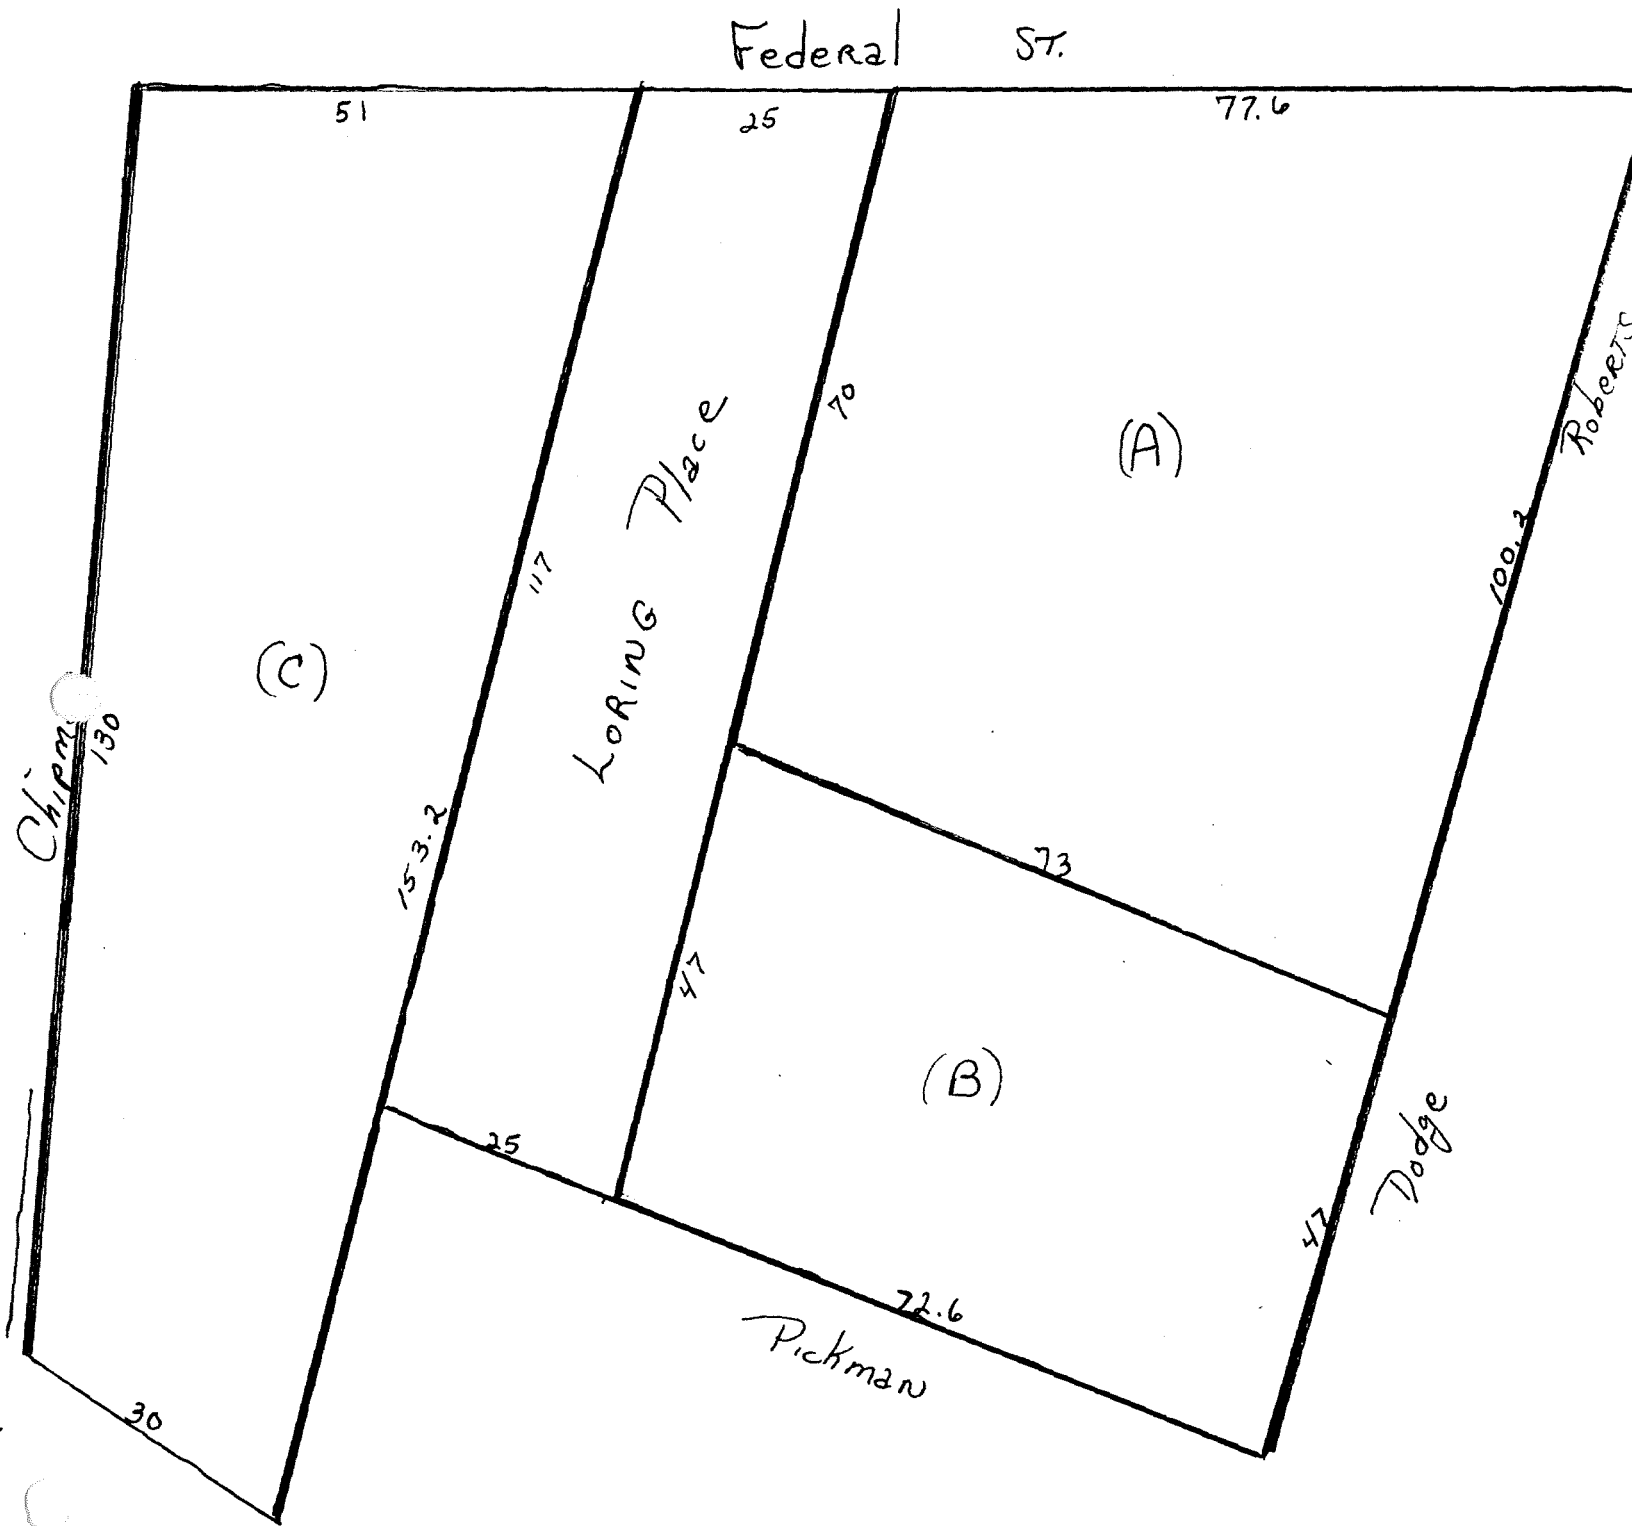 Federal ST.
51
25
77.6
70
(A)
Roberts
Place
117
100.2
LORING
(C)
Chipm
130
153.2
73
47
(B)
25
Dodge
47
72.6
Pickman
30